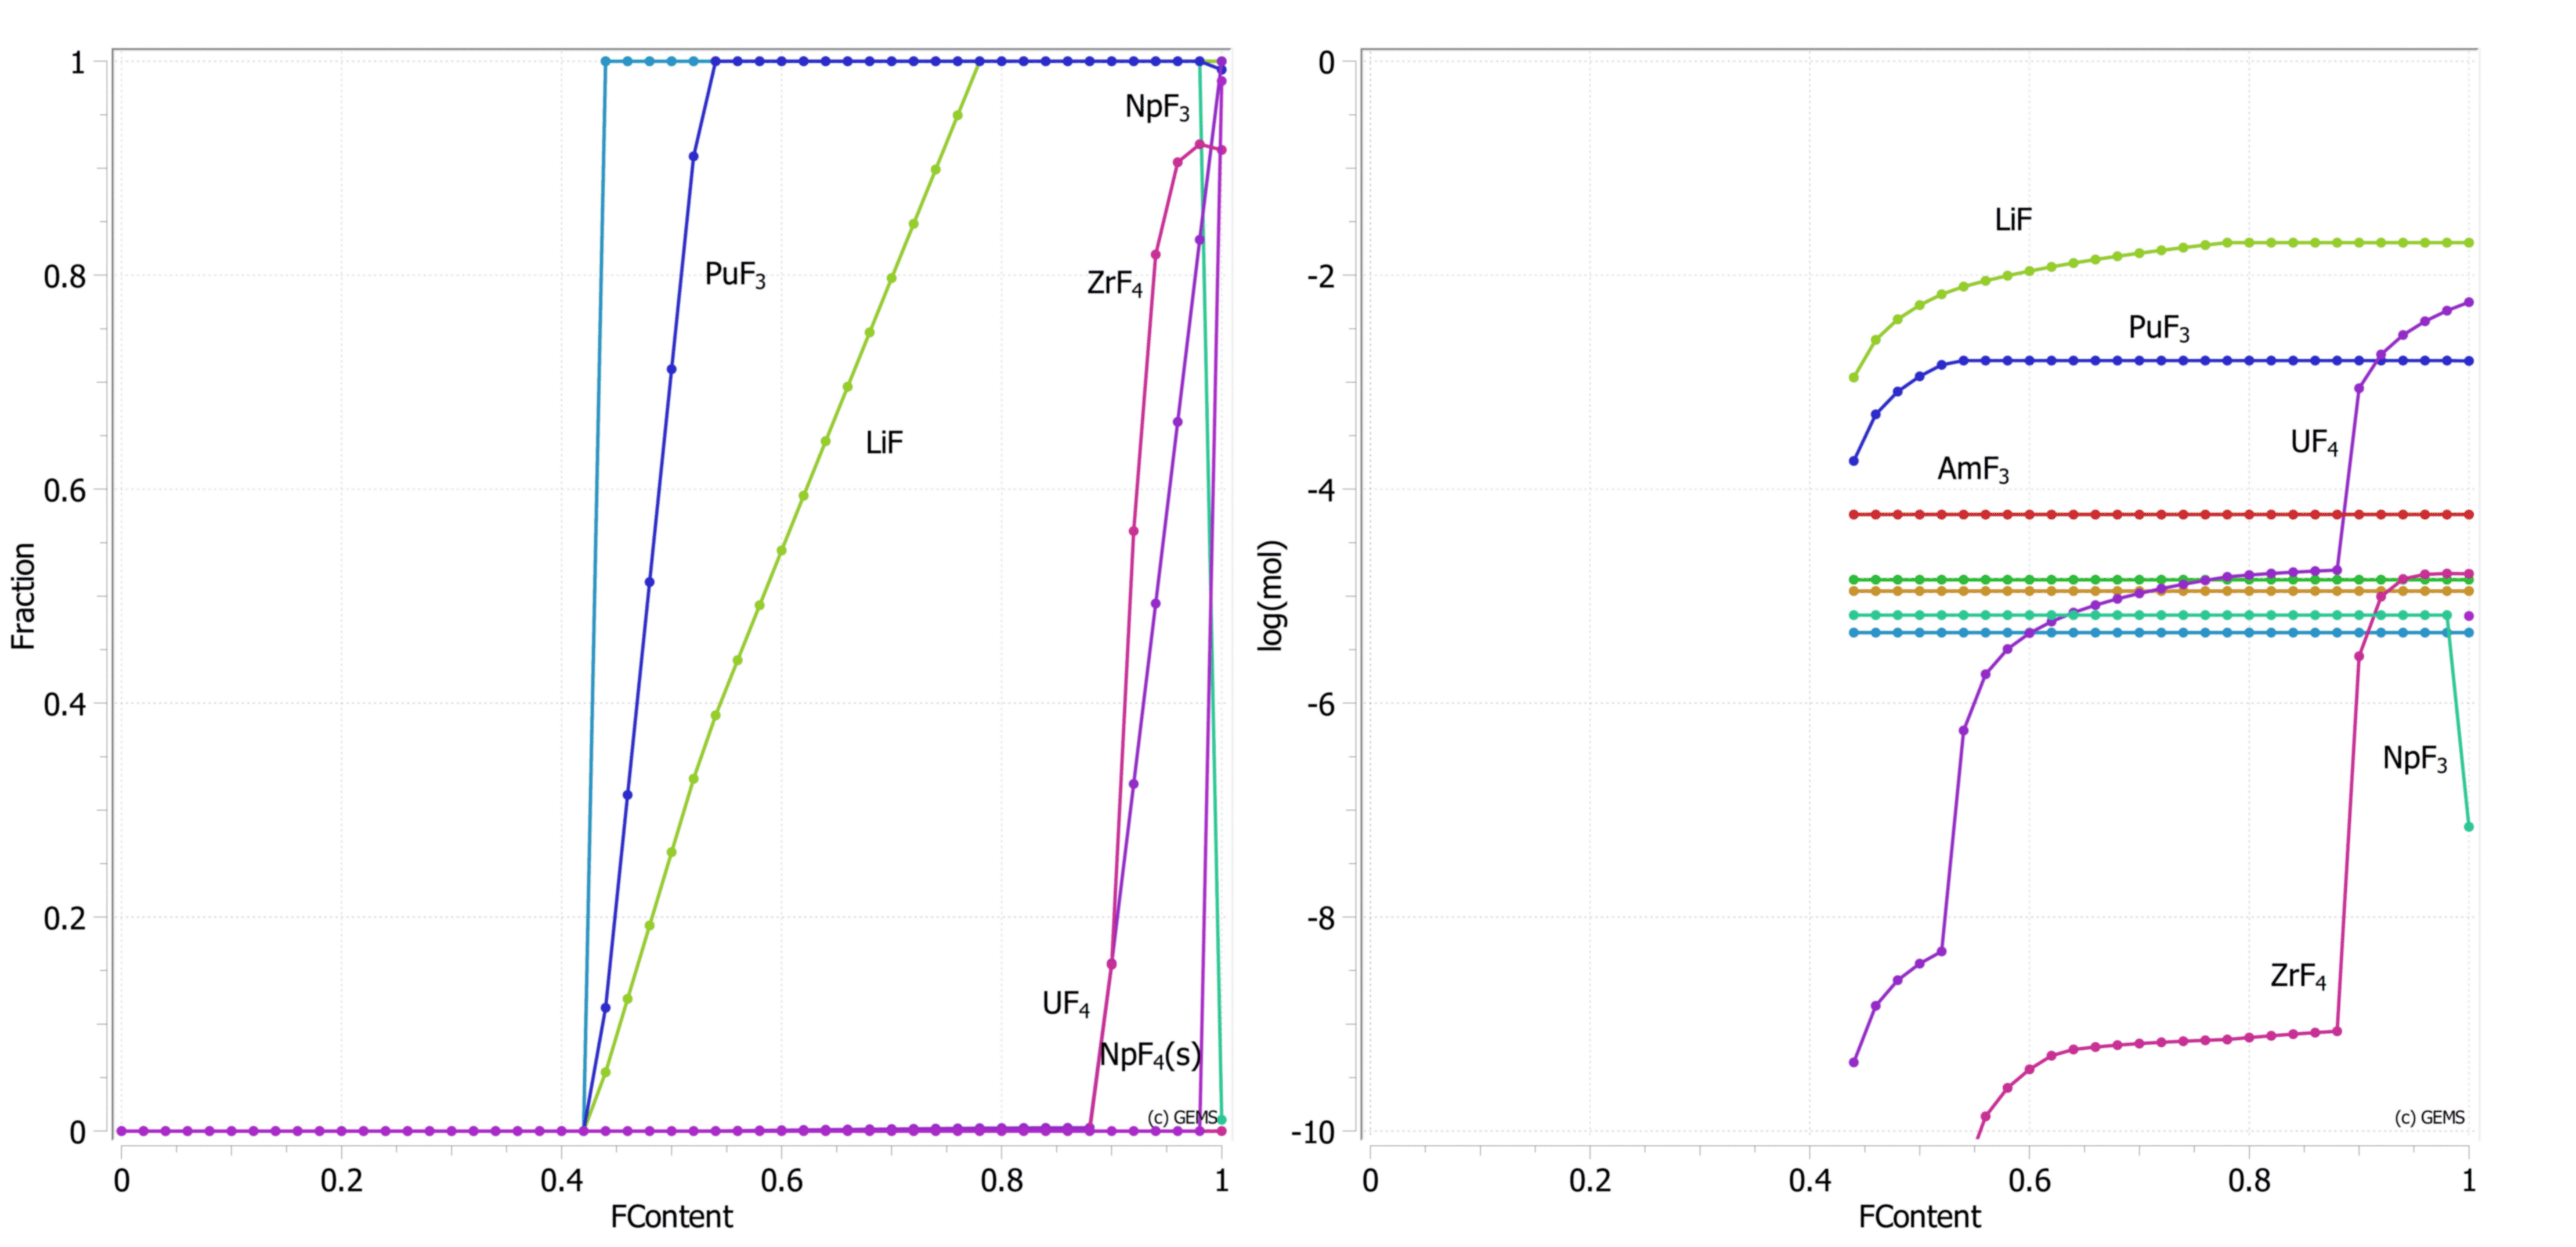 1
0.8
0.6
0.4
0.2
0
Fraction
0 0.2 0.4 0.6 0.8 1
FContent
PuF₃
LiF
NpF₃
ZrF₄
UF₄
NpF₄(s)
(c) GEMS
0
-2
-4
-6
-8
-10
log(mol)
0 0.2 0.4 0.6 0.8 1
FContent
LiF
PuF₃
UF₄
AmF₃
NpF₃
ZrF₄
(c) GEMS